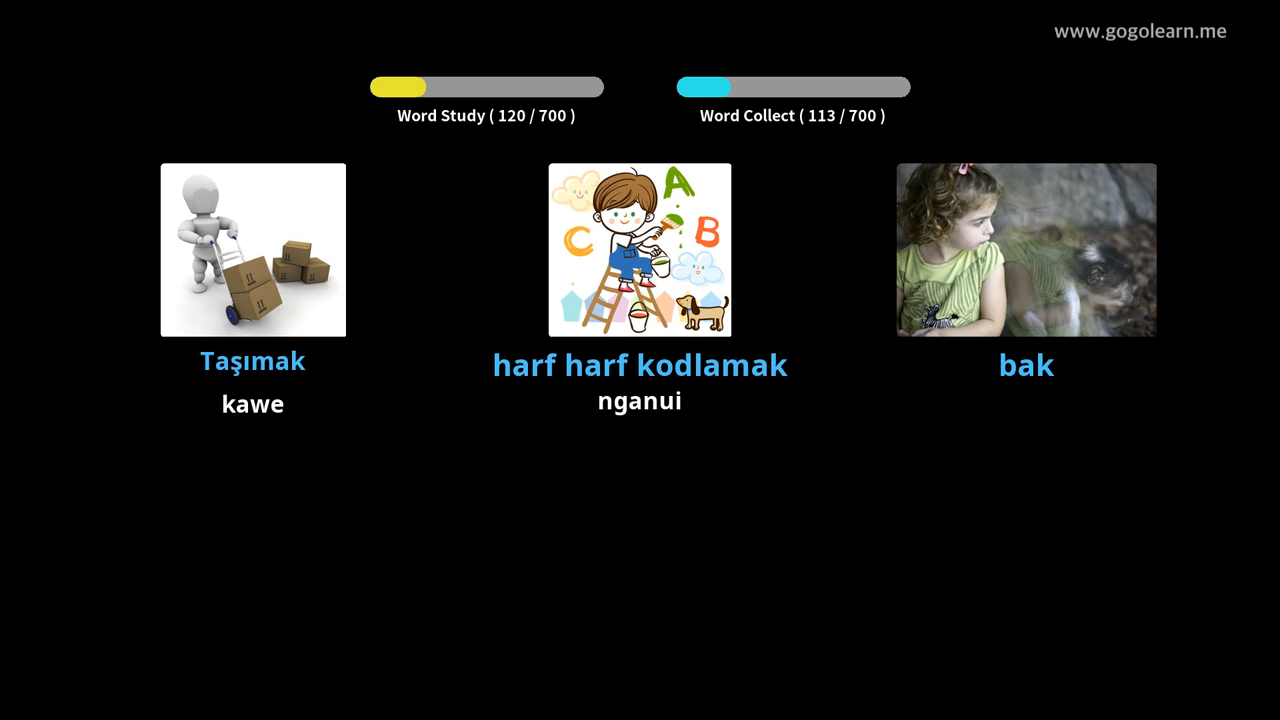 www.gogolearn.me
Word Study ( 120 / 700 )
Word Collect ( 113 / 700 )
A
B
C
Taşımak
kawe
harf harf kodlamak
nganui
bak